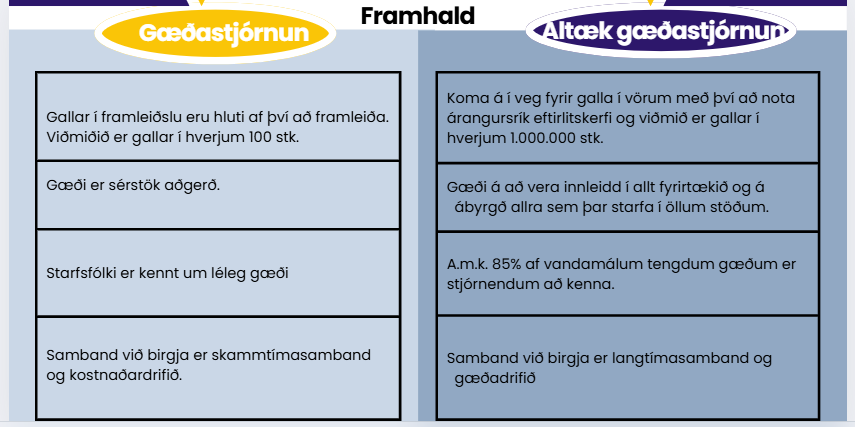 Framhald
Gæðastjórnun
Gallar í framleiðslu eru hluti af því að framleiða.
Viðmiðið er gallar í hverjum 100 stk.
Gæði er sérstök aðgerð.
Starfsfólki er kennt um léleg gæði
Samband við birgja er skammtímasamband
og kostnaðardrifið.
Altæk gæðastjórnun
Koma á í veg fyrir galla í vörum með því að nota
árangursrík eftirlitskerfi og viðmið er gallar í
hverjum 1.000.000 stk.
Gæði á að vera innleidd í allt fyrirtækið og á
ábyrgð allra sem þar starfa í öllum stöðum.
A.m.k. 85% af vandamálum tengdum gæðum er
stjórnendum að kenna.
Samband við birgja er langtímasamband og
gæðadrifið